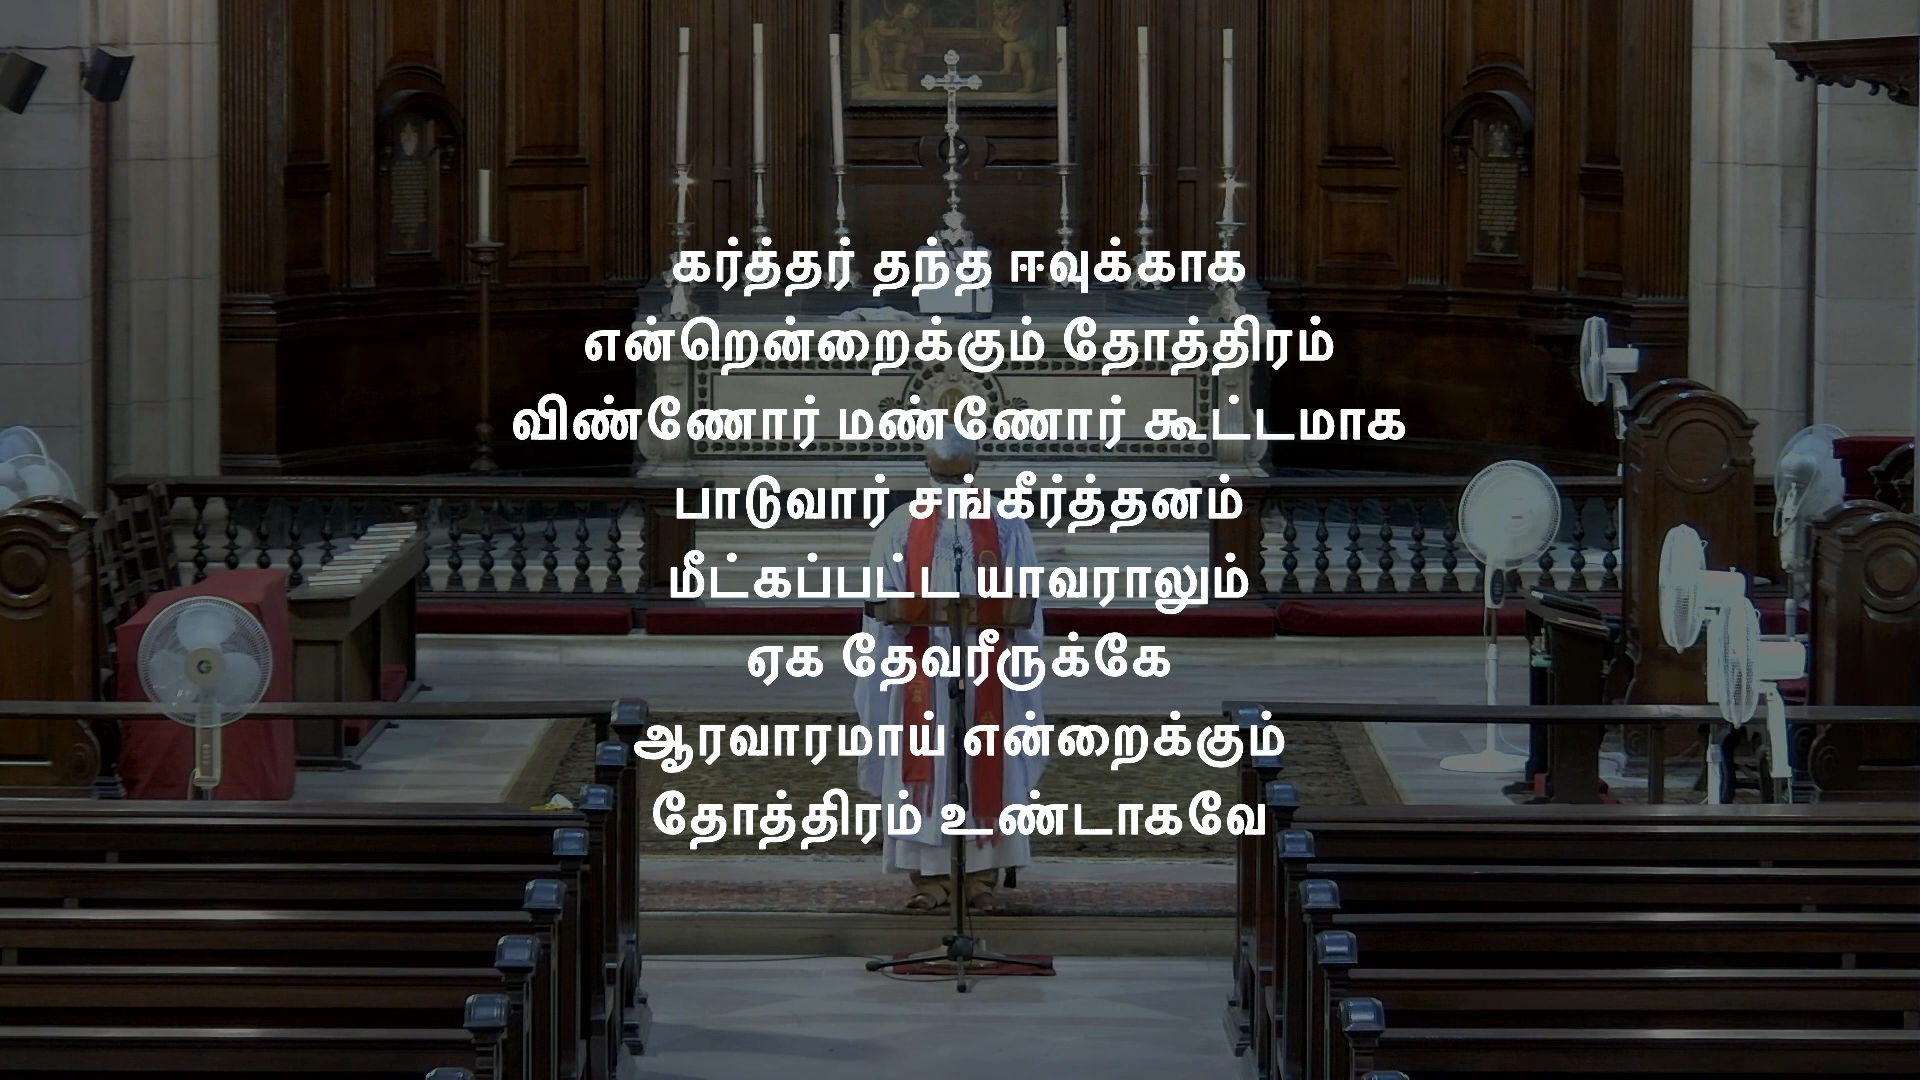 கர்த்தர் தந்த ஈவுக்காக
என்றென்றைக்கும் தோத்திரம்
விண்ணோர் மண்ணோர் கூட்டமாக
பாடுவார் சங்கீர்த்தனம்
மீட்கப்பட்ட யாவராலும்
ஏக தேவரீருக்கே
ஆரவாரமாய் என்றைக்கும்
தோத்திரம் உண்டாகவே